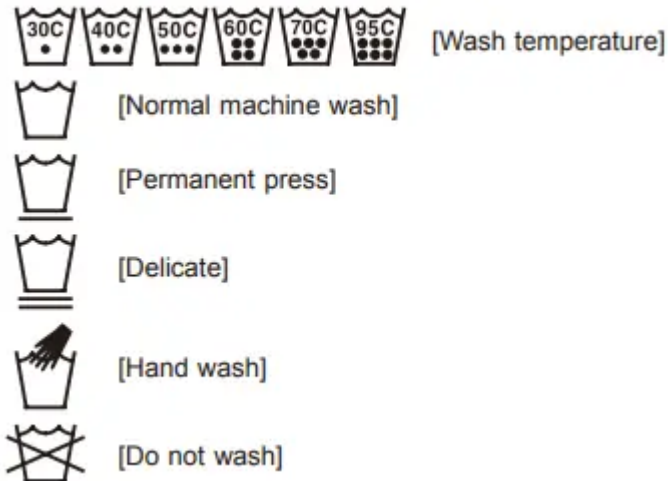 30C 40C 50C 60C 70C 95C [Wash temperature]
[Normal machine wash]
[Permanent press]
[Delicate]
[Hand wash]
[Do not wash]